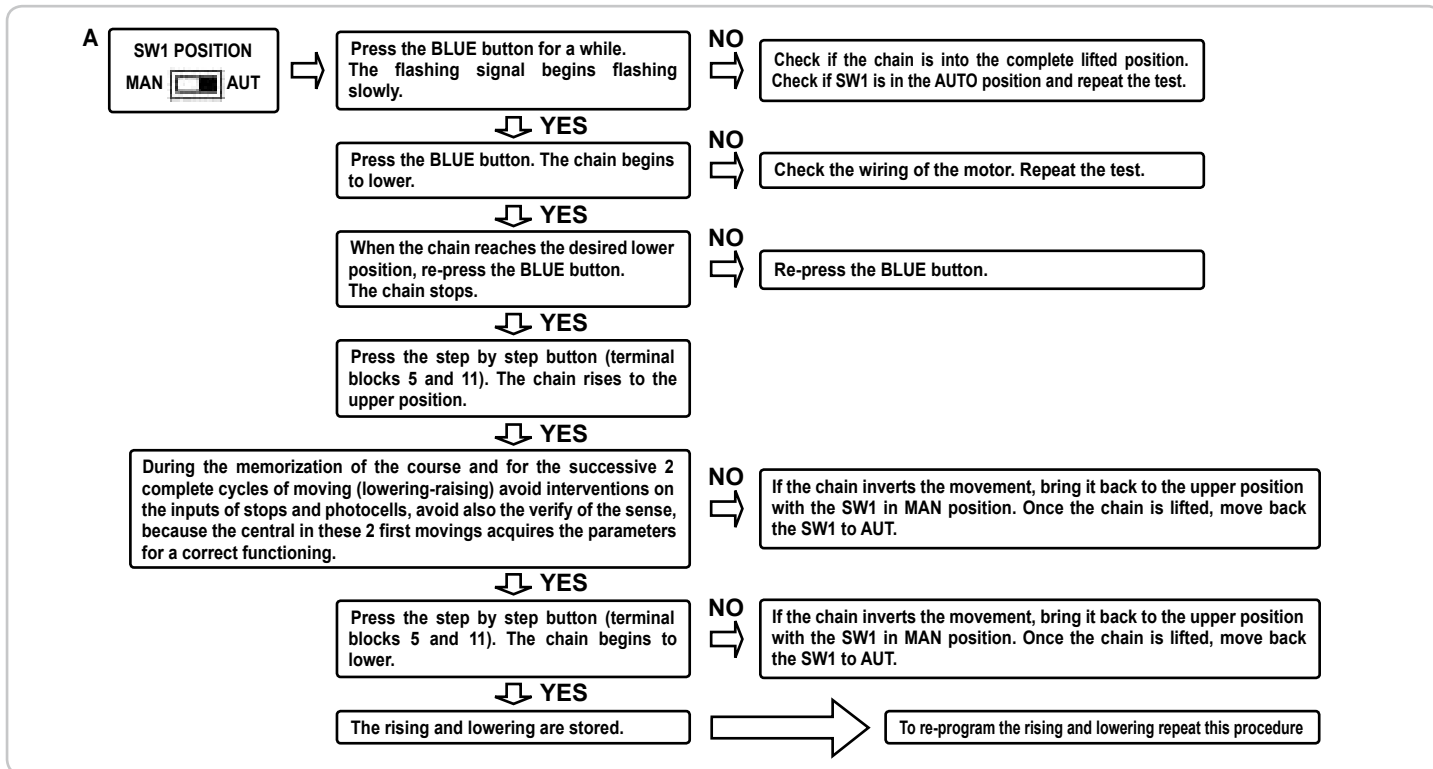 A
SW1 POSITION
MAN AUT
Press the BLUE button for a while.
The flashing signal begins flashing
slowly.
NO
Check if the chain is into the complete lifted position.
Check if SW1 is in the AUTO position and repeat the test.
YES
Press the BLUE button. The chain begins
to lower.
NO
Check the wiring of the motor. Repeat the test.
YES
When the chain reaches the desired lower
position, re-press the BLUE button.
The chain stops.
NO
Re-press the BLUE button.
YES
Press the step by step button (terminal
blocks 5 and 11). The chain rises to the
upper position.
YES
During the memorization of the course and for the successive 2
complete cycles of moving (lowering-raising) avoid interventions on
the inputs of stops and photocells, avoid also the verify of the sense,
because the central in these 2 first movings acquires the parameters
for a correct functioning.
NO
If the chain inverts the movement, bring it back to the upper position
with the SW1 in MAN position. Once the chain is lifted, move back
the SW1 to AUT.
YES
Press the step by step button (terminal
blocks 5 and 11). The chain begins to
lower.
NO
If the chain inverts the movement, bring it back to the upper position
with the SW1 in MAN position. Once the chain is lifted, move back
the SW1 to AUT.
YES
The rising and lowering are stored.
To re-program the rising and lowering repeat this procedure